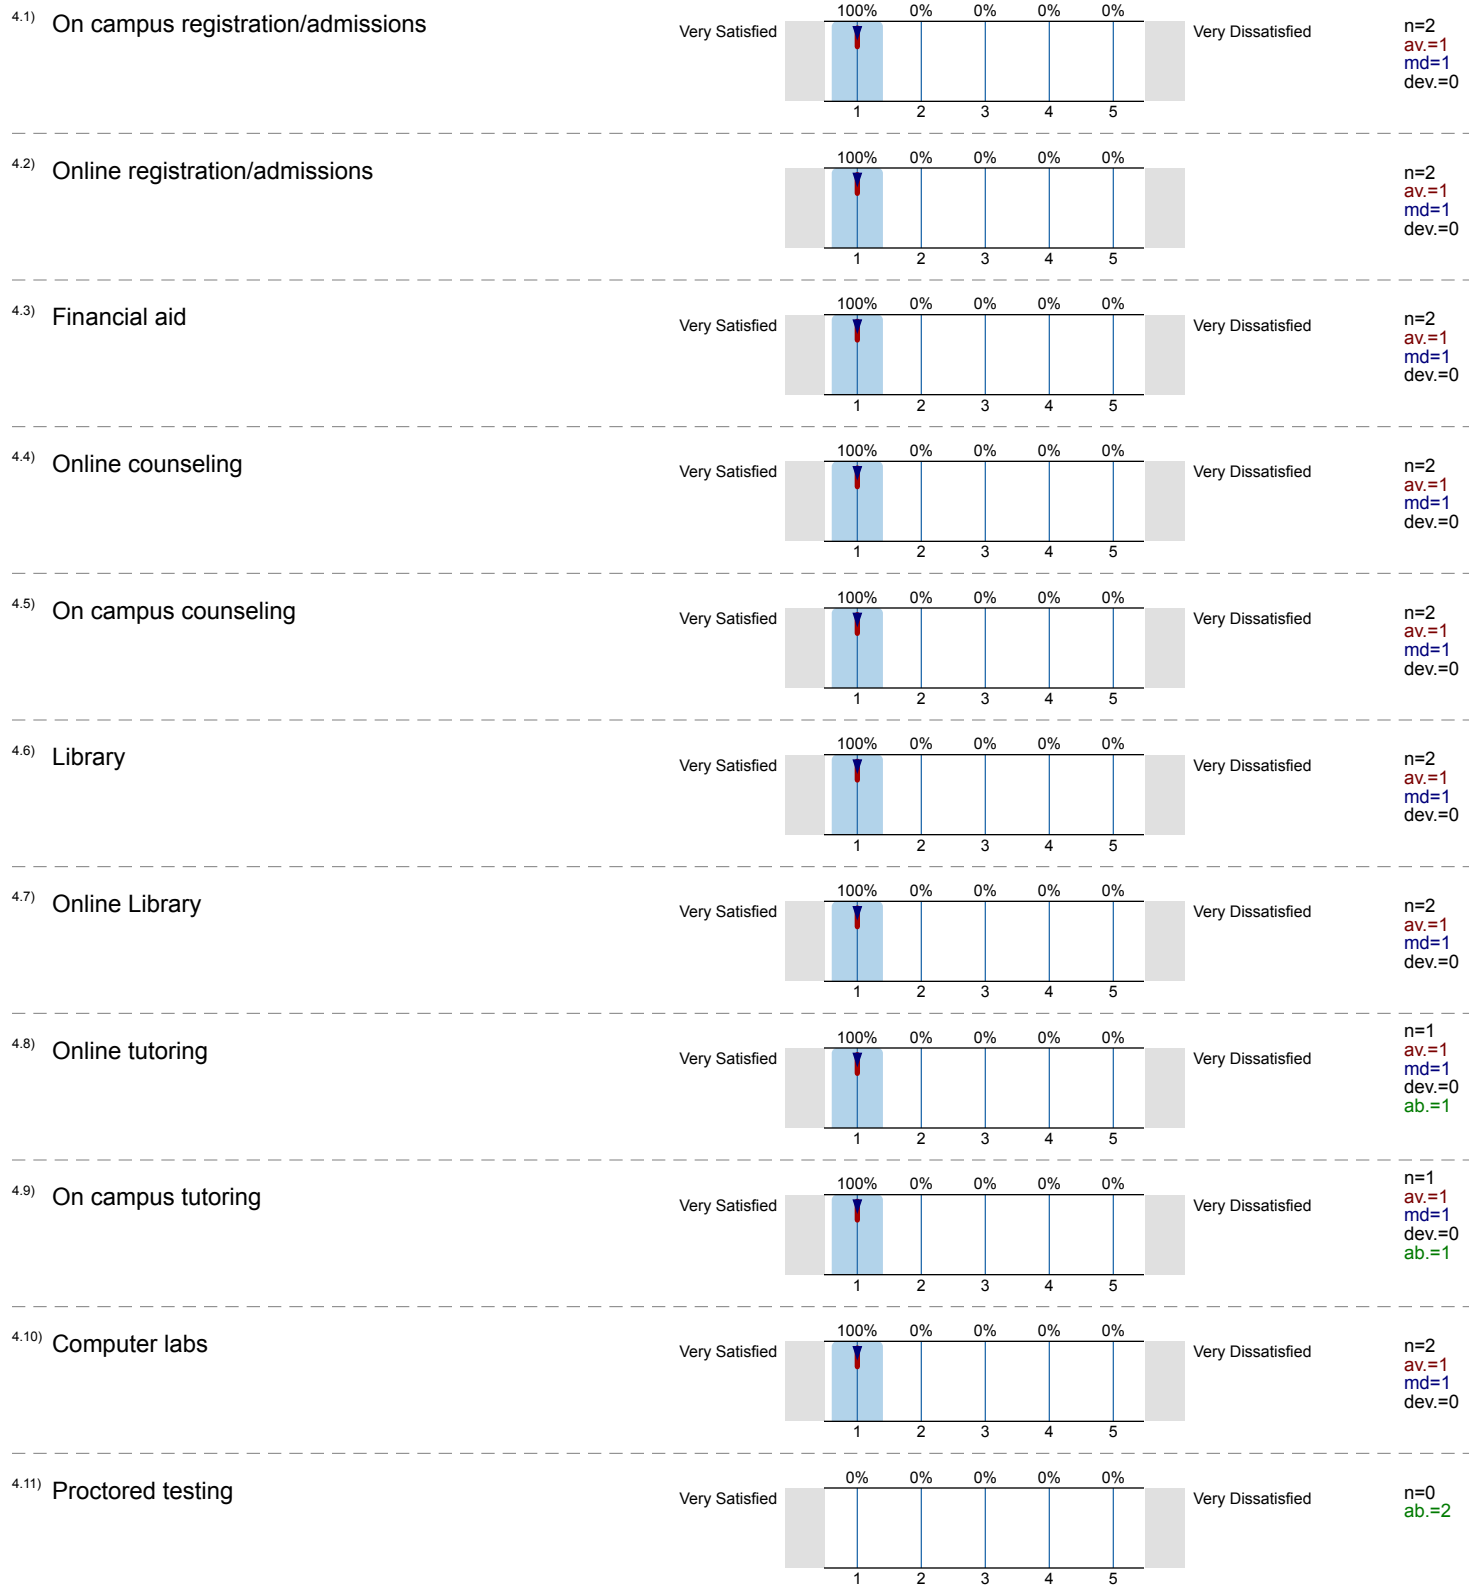 4.1) On campus registration/admissions
100% 0% 0% 0% 0%
Very Satisfied Very Dissatisfied
1 2 3 4 5
n=2
av.=1
md=1
dev.=0
4.2) Online registration/admissions
100% 0% 0% 0% 0%
1 2 3 4 5
n=2
av.=1
md=1
dev.=0
4.3) Financial aid
100% 0% 0% 0% 0%
Very Satisfied Very Dissatisfied
1 2 3 4 5
n=2
av.=1
md=1
dev.=0
4.4) Online counseling
100% 0% 0% 0% 0%
Very Satisfied Very Dissatisfied
1 2 3 4 5
n=2
av.=1
md=1
dev.=0
4.5) On campus counseling
100% 0% 0% 0% 0%
Very Satisfied Very Dissatisfied
1 2 3 4 5
n=2
av.=1
md=1
dev.=0
4.6) Library
100% 0% 0% 0% 0%
Very Satisfied Very Dissatisfied
1 2 3 4 5
n=2
av.=1
md=1
dev.=0
4.7) Online Library
100% 0% 0% 0% 0%
Very Satisfied Very Dissatisfied
1 2 3 4 5
n=2
av.=1
md=1
dev.=0
4.8) Online tutoring
100% 0% 0% 0% 0%
Very Satisfied Very Dissatisfied
1 2 3 4 5
n=1
av.=1
md=1
dev.=0
ab.=1
4.9) On campus tutoring
100% 0% 0% 0% 0%
Very Satisfied Very Dissatisfied
1 2 3 4 5
n=1
av.=1
md=1
dev.=0
ab.=1
4.10) Computer labs
100% 0% 0% 0% 0%
Very Satisfied Very Dissatisfied
1 2 3 4 5
n=2
av.=1
md=1
dev.=0
4.11) Proctored testing
0% 0% 0% 0% 0%
Very Satisfied Very Dissatisfied
1 2 3 4 5
n=0
ab.=2